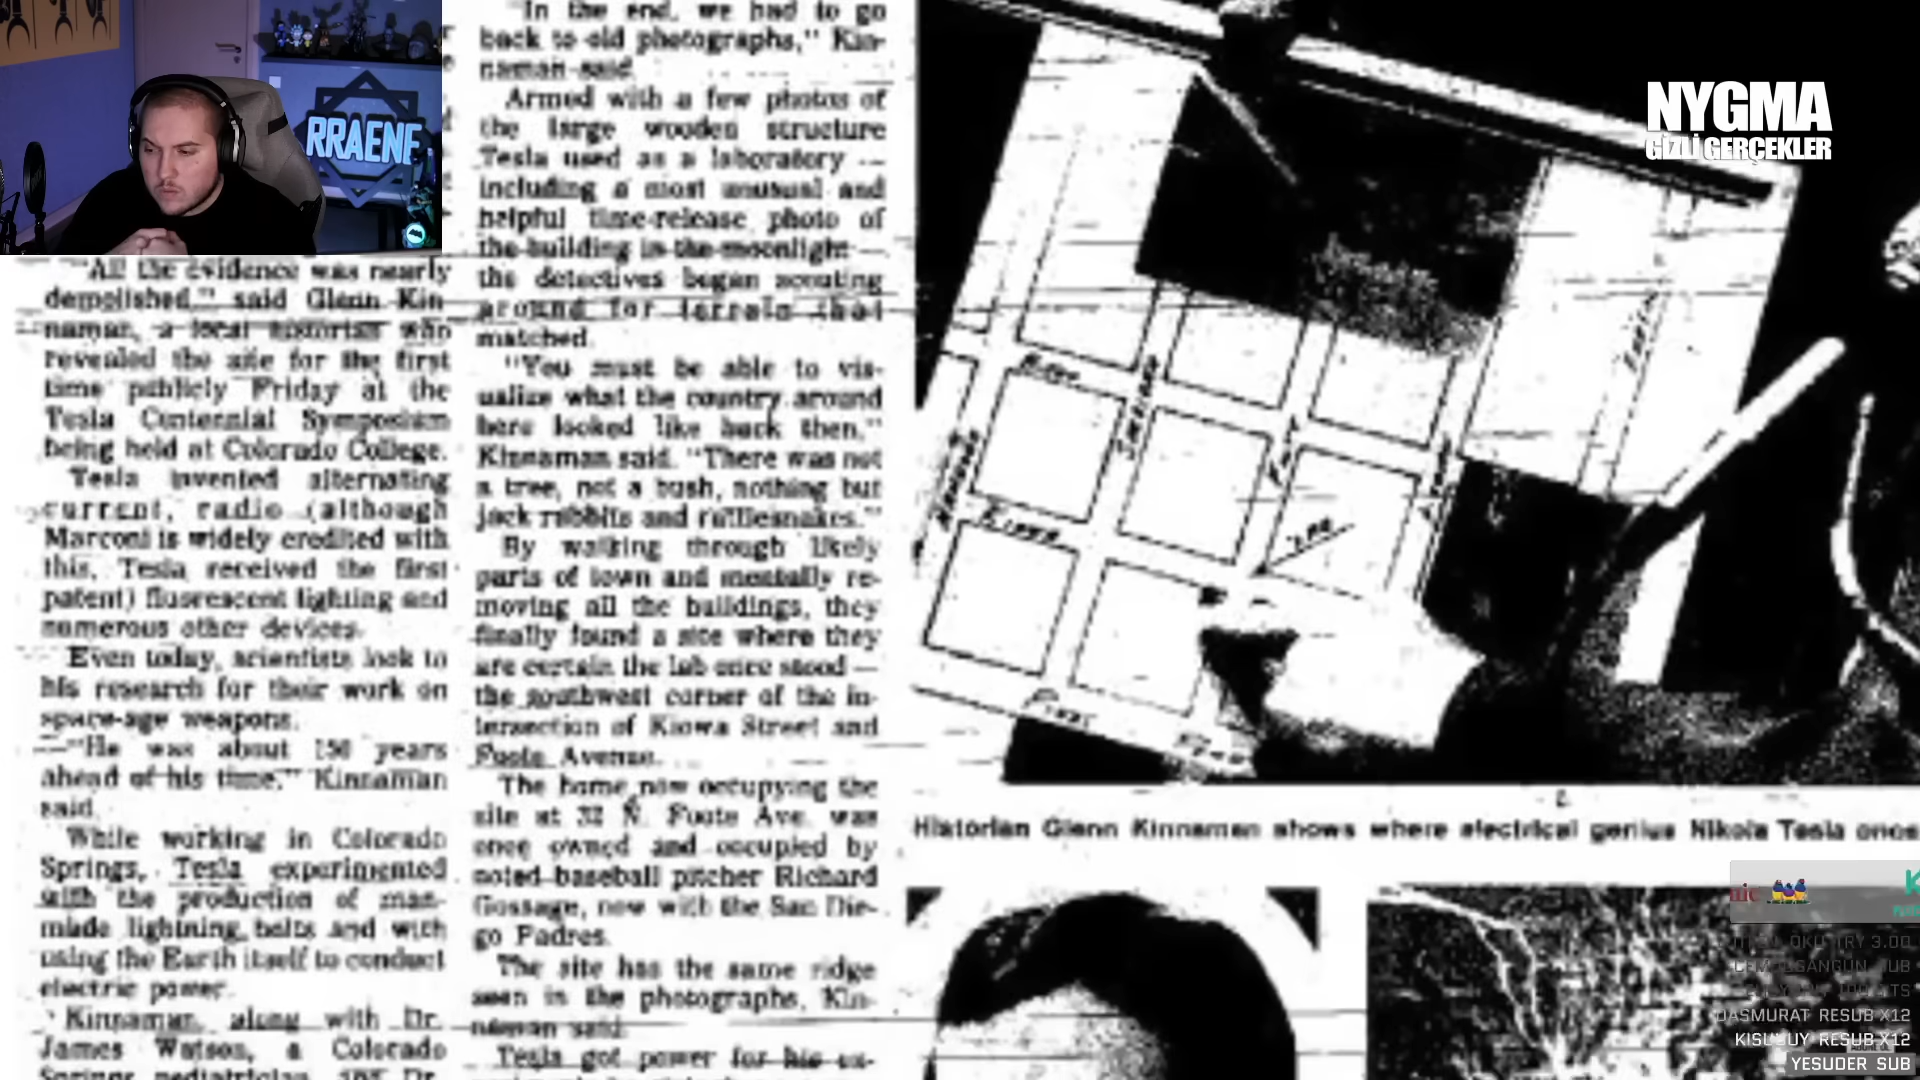 "All the evidence was nearly
demolished," said Glenn Kin-
naman, a local historian who
revealed the site for the first
time publicly Friday at the
Tesla Centennial Symposium
being held at Colorado College.
Tesla invented alternating
current, radio (although
Marconi is widely credited with
this, Tesla received the first
patent) fluorescent lighting and
numerous other devices.
Even today, scientists look to
his research for their work on
space-age weapons.
"He was about 150 years
ahead of his time," Kinnaman
said.
While working in Colorado
Springs, Tesla experimented
with the production of man-
made lightning bolts and with
using the Earth itself to conduct
electric power.
Kinnaman, along with Dr.
James Watson, a Colorado
Springs pediatrician, and Dr.
"In the end, we had to go
back to old photographs," Kin-
naman said.
Armed with a few photos of
the large wooden structure
Tesla used as a laboratory —
including a most unusual and
helpful time-release photo of
the building in the moonlight —
the detectives began scouting
around for terrain that
matched.
"You must be able to vis-
ualize what the country around
here looked like back then,"
Kinnaman said. "There was not
a tree, not a bush, nothing but
jack rabbits and rattlesnakes."
By walking through likely
parts of town and mentally re-
moving all the buildings, they
finally found a site where they
are certain the lab once stood —
the southwest corner of the in-
tersection of Kiowa Street and
Foote Avenue.
The home now occupying the
site at 32 N. Foote Ave. was
once owned and occupied by
noted baseball pitcher Richard
Gossage, now with the San Die-
go Padres.
The site has the same ridge
seen in the photographs, Kin-
naman said.
Tesla got power for his ex-
RRAENE
NYGMA
GİZLİ GERÇEKLER
Kiowa
Historian Glenn Kinnaman shows where electrical genius Nikola Tesla once
OKU TRY 3.00
SUB
DASMURAT RESUB X12
KISUBUY RESUB X12
YESUDER SUB